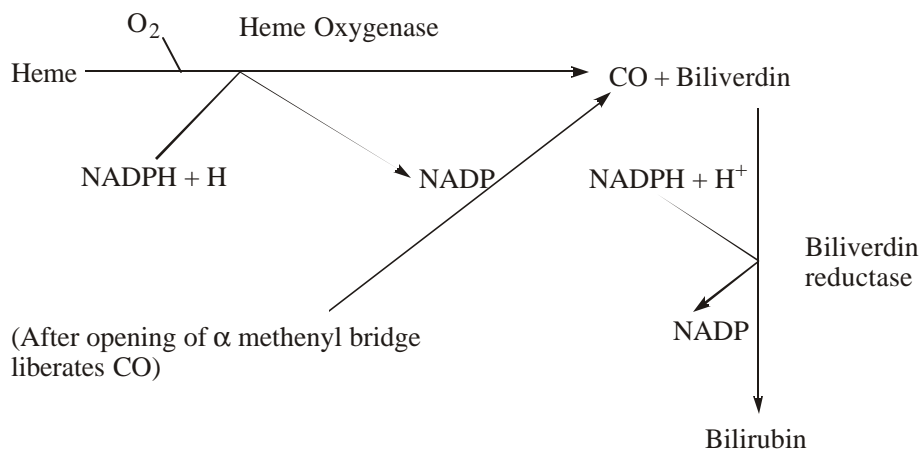 O₂
Heme Oxygenase
Heme
CO + Biliverdin
NADPH + H
NADP
NADPH + H⁺
Biliverdin
reductase
(After opening of α methenyl bridge
liberates CO)
NADP
Bilirubin